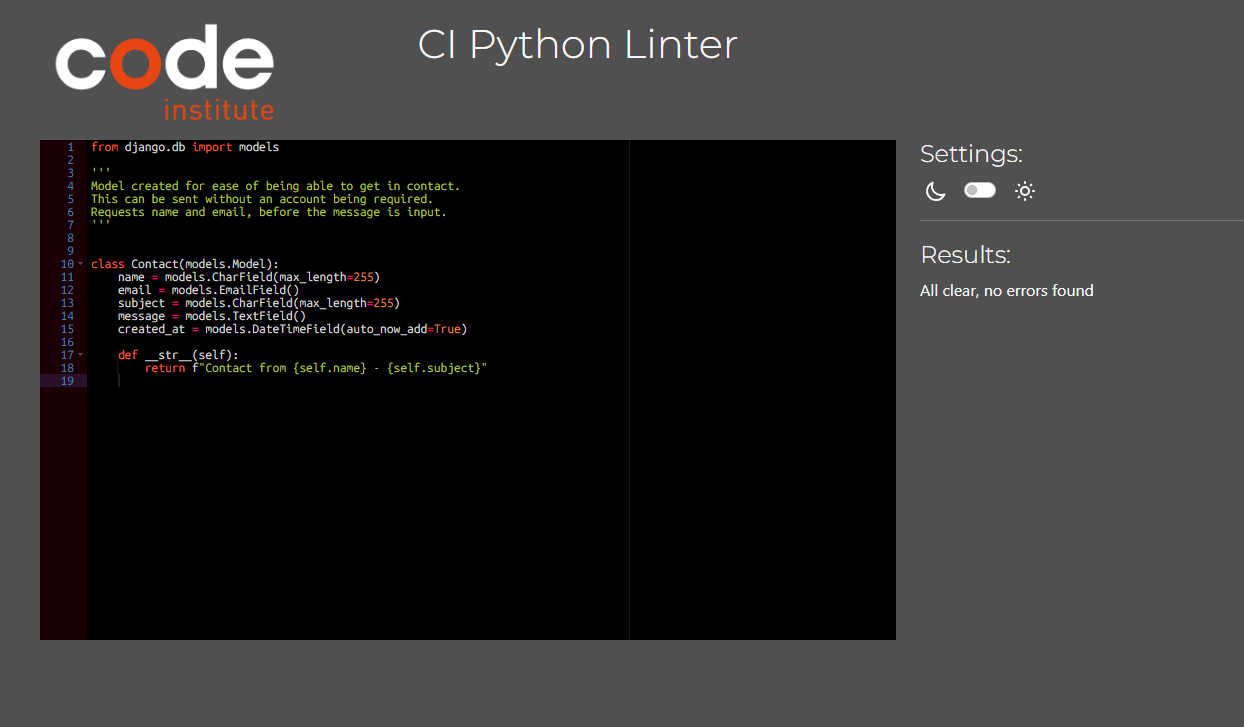 code
institute
CI Python Linter
1 from django.db import models
2
3 '''
4 Model created for ease of being able to get in contact.
5 This can be sent without an account being required.
6 Requests name and email, before the message is input.
7 '''
8
9
10 class Contact(models.Model):
11     name = models.CharField(max_length=255)
12     email = models.EmailField()
13     subject = models.CharField(max_length=255)
14     message = models.TextField()
15     created_at = models.DateTimeField(auto_now_add=True)
16
17     def __str__(self):
18         return f"Contact from {self.name} - {self.subject}"
19
Settings:
Results:
All clear, no errors found